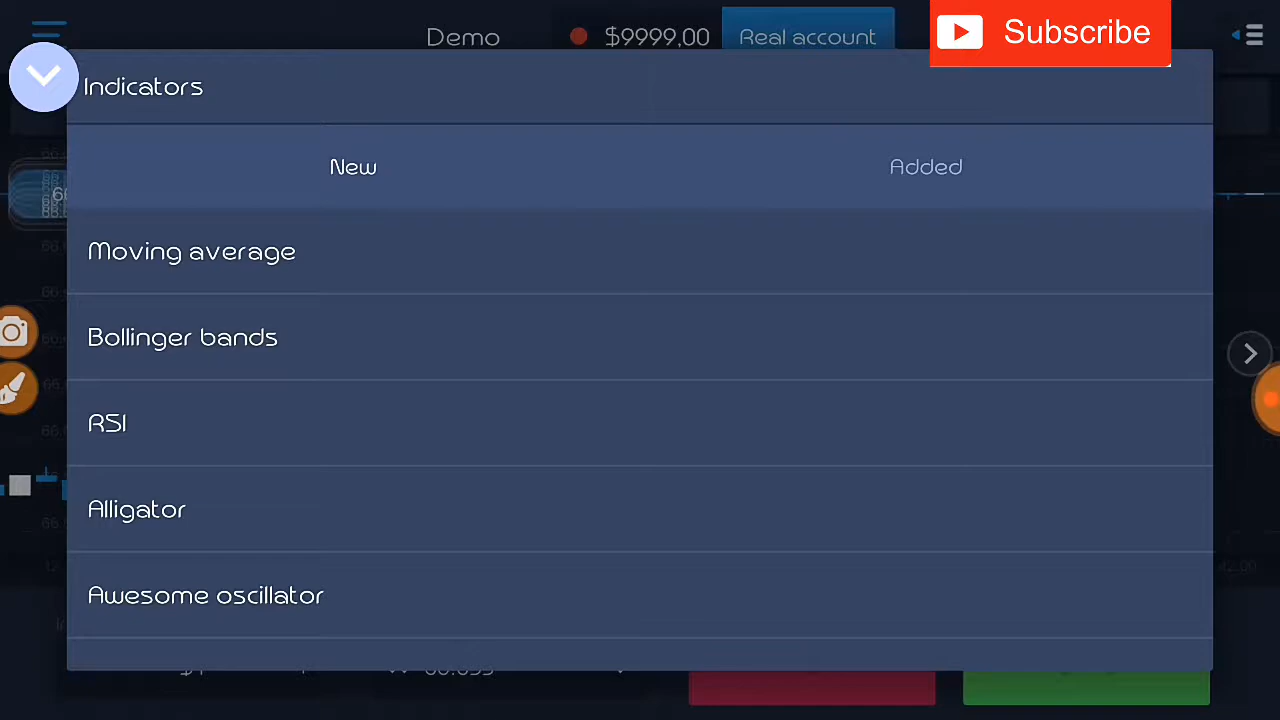 Demo
$9999,00
Real account
Subscribe
Indicators
New
Added
Moving average
Bollinger bands
RSI
Alligator
Awesome oscillator